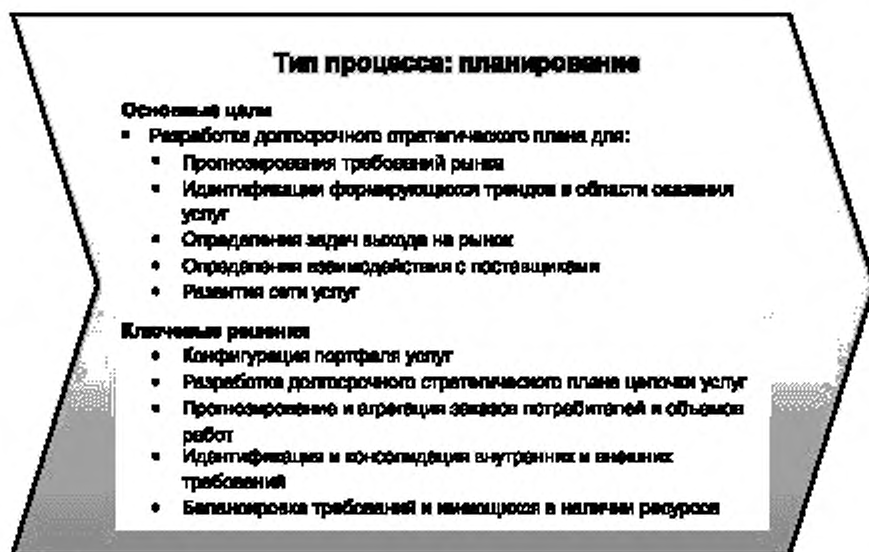 Тип процесса: планирование
Основные цели
• Разработка долгосрочного стратегического плана для:
• Прогнозирования требований рынка
• Идентификации формирующихся трендов в области оказания
услуг
• Определения задач выхода на рынок
• Определения взаимодействия с поставщиками
• Развития сети услуг
Ключевые решения
• Конфигурация портфеля услуг
• Разработка долгосрочного стратегического плана цепочки услуг
• Прогнозирование и агрегация заказов потребителей и объемов
работ
• Идентификация и консолидация внутренних и внешних
требований
• Балансировка требований и имеющихся в наличии ресурсов